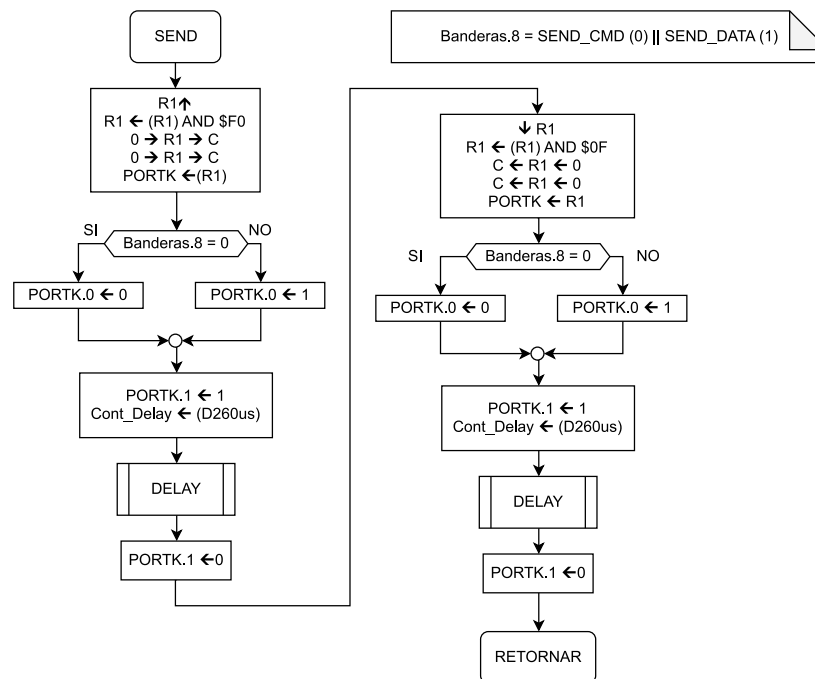 SEND
Banderas.8 = SEND_CMD (0) || SEND_DATA (1)
R1↑
R1 ← (R1) AND $F0
0 → R1 → C
0 → R1 → C
PORTK ←(R1)
SI
Banderas.8 = 0
NO
PORTK.0 ← 0
PORTK.0 ← 1
PORTK.1 ← 1
Cont_Delay ← (D260us)
DELAY
PORTK.1 ←0
↓ R1
R1 ← (R1) AND $0F
C ← R1 ← 0
C ← R1 ← 0
PORTK ← R1
SI
Banderas.8 = 0
NO
PORTK.0 ← 0
PORTK.0 ← 1
PORTK.1 ← 1
Cont_Delay ← (D260us)
DELAY
PORTK.1 ←0
RETORNAR